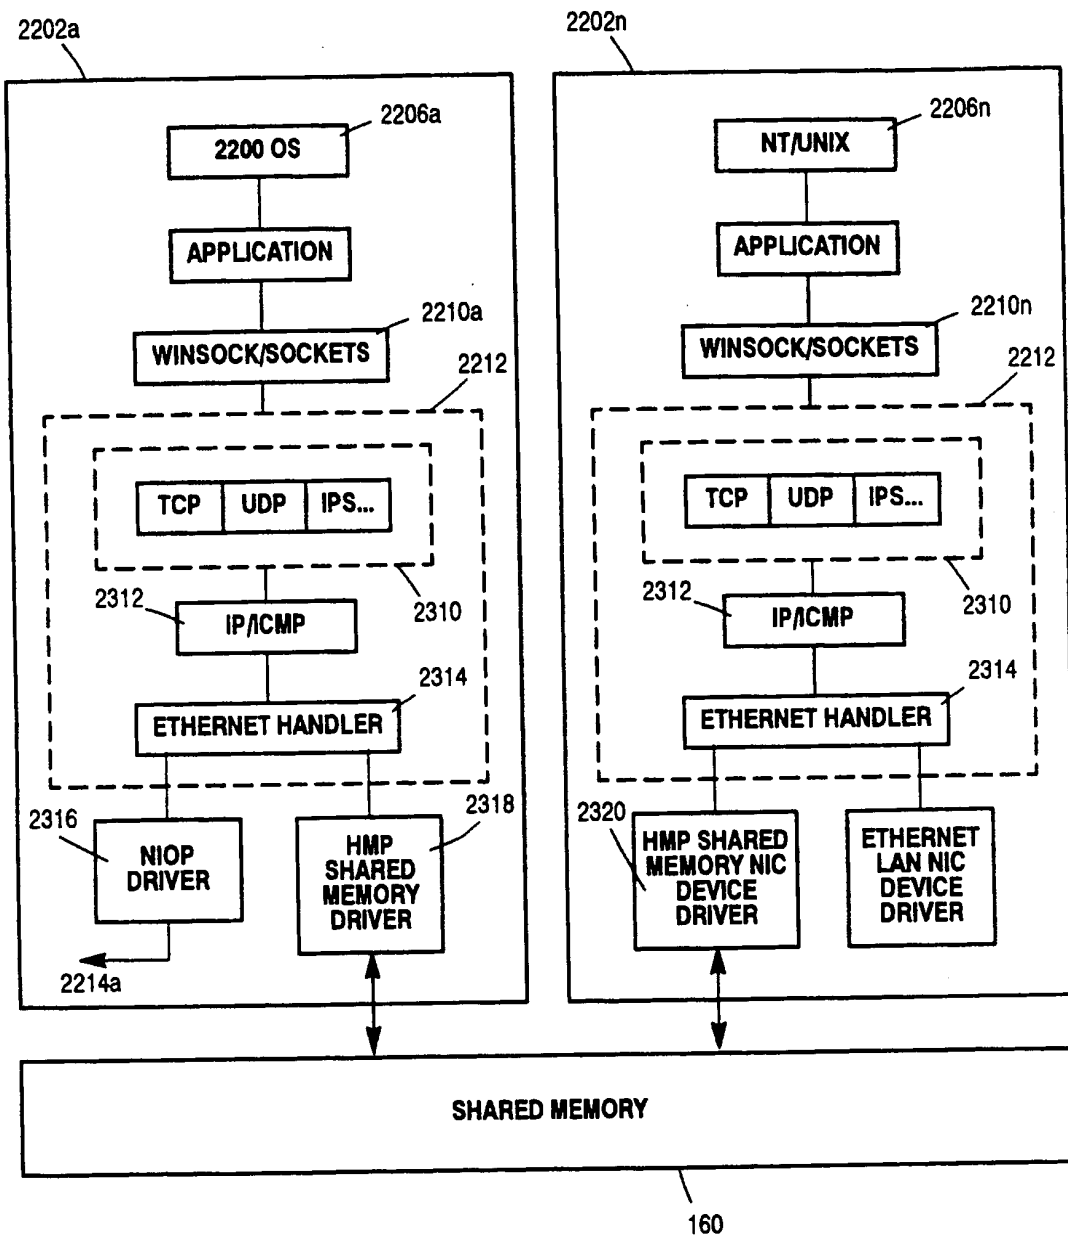 2202a
2206a
2200 OS
APPLICATION
2210a
WINSOCK/SOCKETS
2212
TCP UDP IPS...
2312
2310
IP/ICMP
2314
ETHERNET HANDLER
2316
NIOP
DRIVER
2318
HMP
SHARED
MEMORY
DRIVER
2214a
2202n
2206n
NT/UNIX
APPLICATION
2210n
WINSOCK/SOCKETS
2212
TCP UDP IPS...
2312
2310
IP/ICMP
2314
ETHERNET HANDLER
2320
HMP SHARED
MEMORY NIC
DEVICE
DRIVER
ETHERNET
LAN NIC
DEVICE
DRIVER
SHARED MEMORY
160